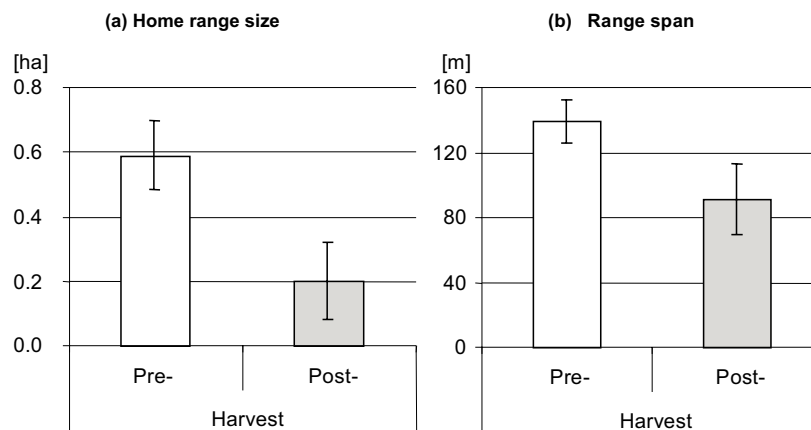 (a) Home range size
[ha]
0.8
0.6
0.4
0.2
0.0
Pre-
Post-
Harvest
(b) Range span
[m]
160
120
80
40
0
Pre-
Post-
Harvest